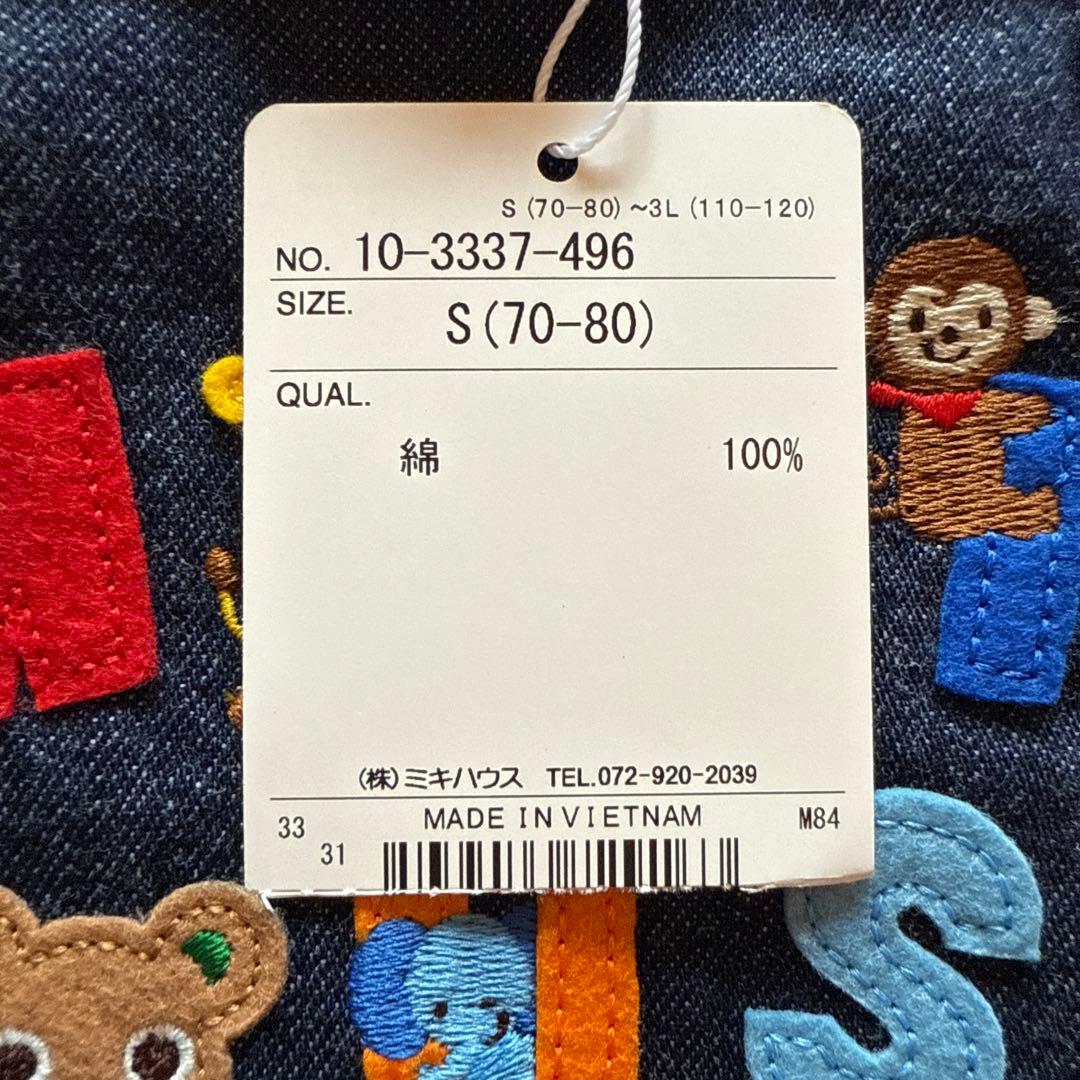 S (70-80) ~3L (110-120)
NO. 10-3337-496
SIZE. S (70-80)
QUAL.
綿 100%
(株)ミキハウス TEL.072-920-2039
33 MADE IN VIETNAM M84
31
S